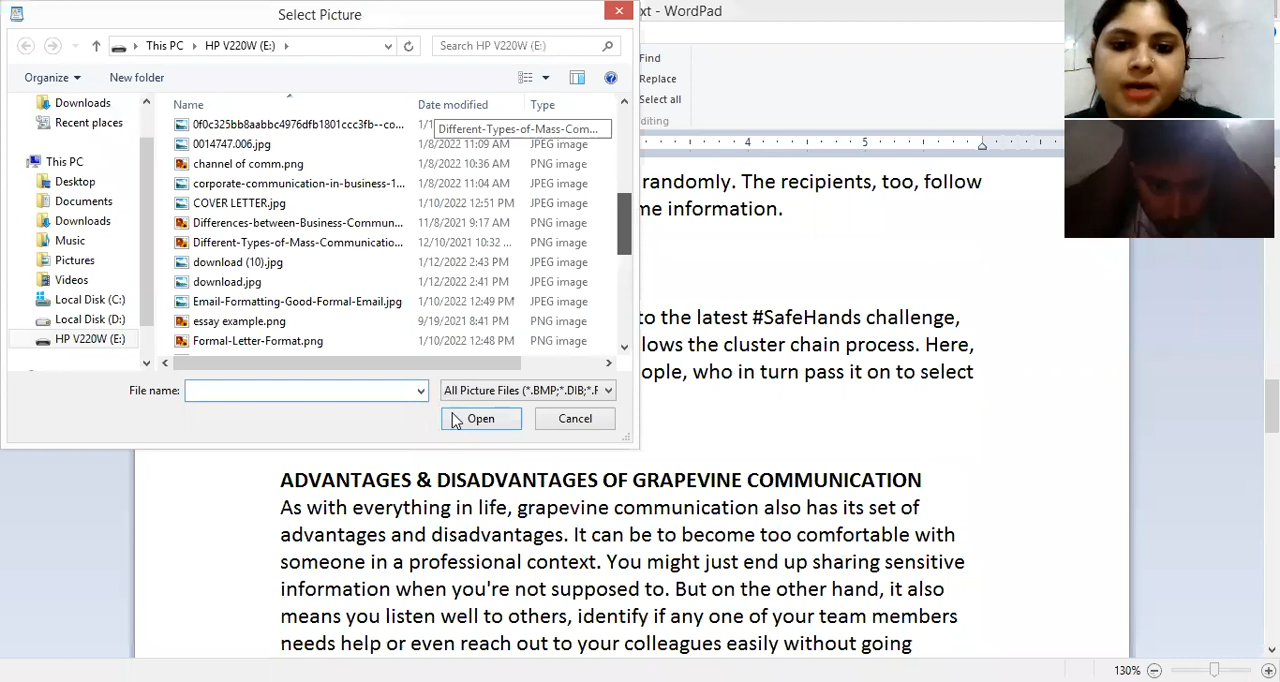 Select Picture
xt - WordPad
This PC
HP V220W (E:)
Search HP V220W (E:)
Organize
New folder
Find
Replace
Select all
diting
Downloads
Recent places
This PC
Desktop
Documents
Downloads
Music
Pictures
Videos
Local Disk (C:)
Local Disk (D:)
HP V220W (E:)
Name Date modified Type
0f0c325bb8aabbc4976dfb1801ccc3fb--co... 1/1
Different-Types-of-Mass-Com...
0014747.006.jpg 1/8/2022 11:09 AM JPEG image
channel of comm.png 1/8/2022 10:36 AM PNG image
corporate-communication-in-business-1... 1/8/2022 11:04 AM JPEG image
COVER LETTER.jpg 1/10/2022 12:51 PM JPEG image
Differences-between-Business-Commun... 11/8/2021 9:17 AM PNG image
Different-Types-of-Mass-Communicatio... 12/10/2021 10:32 ... PNG image
download (10).jpg 1/12/2022 2:43 PM JPEG image
download.jpg 1/12/2022 2:41 PM JPEG image
Email-Formatting-Good-Formal-Email.jpg 1/10/2022 12:49 PM JPEG image
essay example.png 9/19/2021 8:41 PM PNG image
Formal-Letter-Format.png 1/10/2022 12:48 PM PNG image
File name:
All Picture Files (*.BMP;*.DIB;*.F
Open
Cancel
4 5
randomly. The recipients, too, follow
me information.
to the latest #SafeHands challenge,
lows the cluster chain process. Here,
ople, who in turn pass it on to select
ADVANTAGES & DISADVANTAGES OF GRAPEVINE COMMUNICATION
As with everything in life, grapevine communication also has its set of
advantages and disadvantages. It can be to become too comfortable with
someone in a professional context. You might just end up sharing sensitive
information when you're not supposed to. But on the other hand, it also
means you listen well to others, identify if any one of your team members
needs help or even reach out to your colleagues easily without going
130%